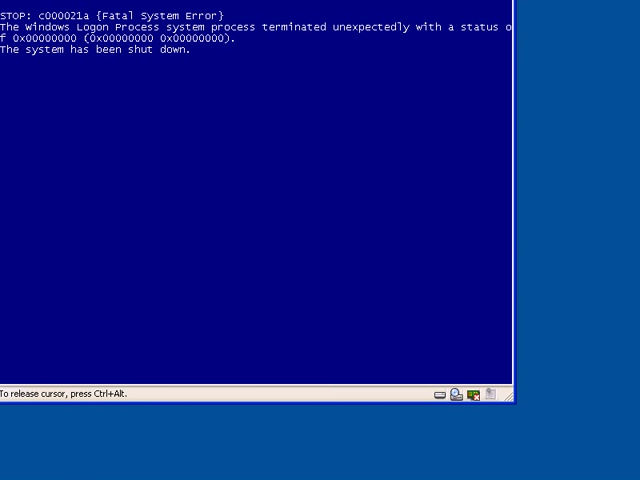 STOP: c000021a {Fatal System Error}
The Windows Logon Process system process terminated unexpectedly with a status o
f 0x00000000 (0x00000000 0x00000000).
The system has been shut down.
To release cursor, press Ctrl+Alt.